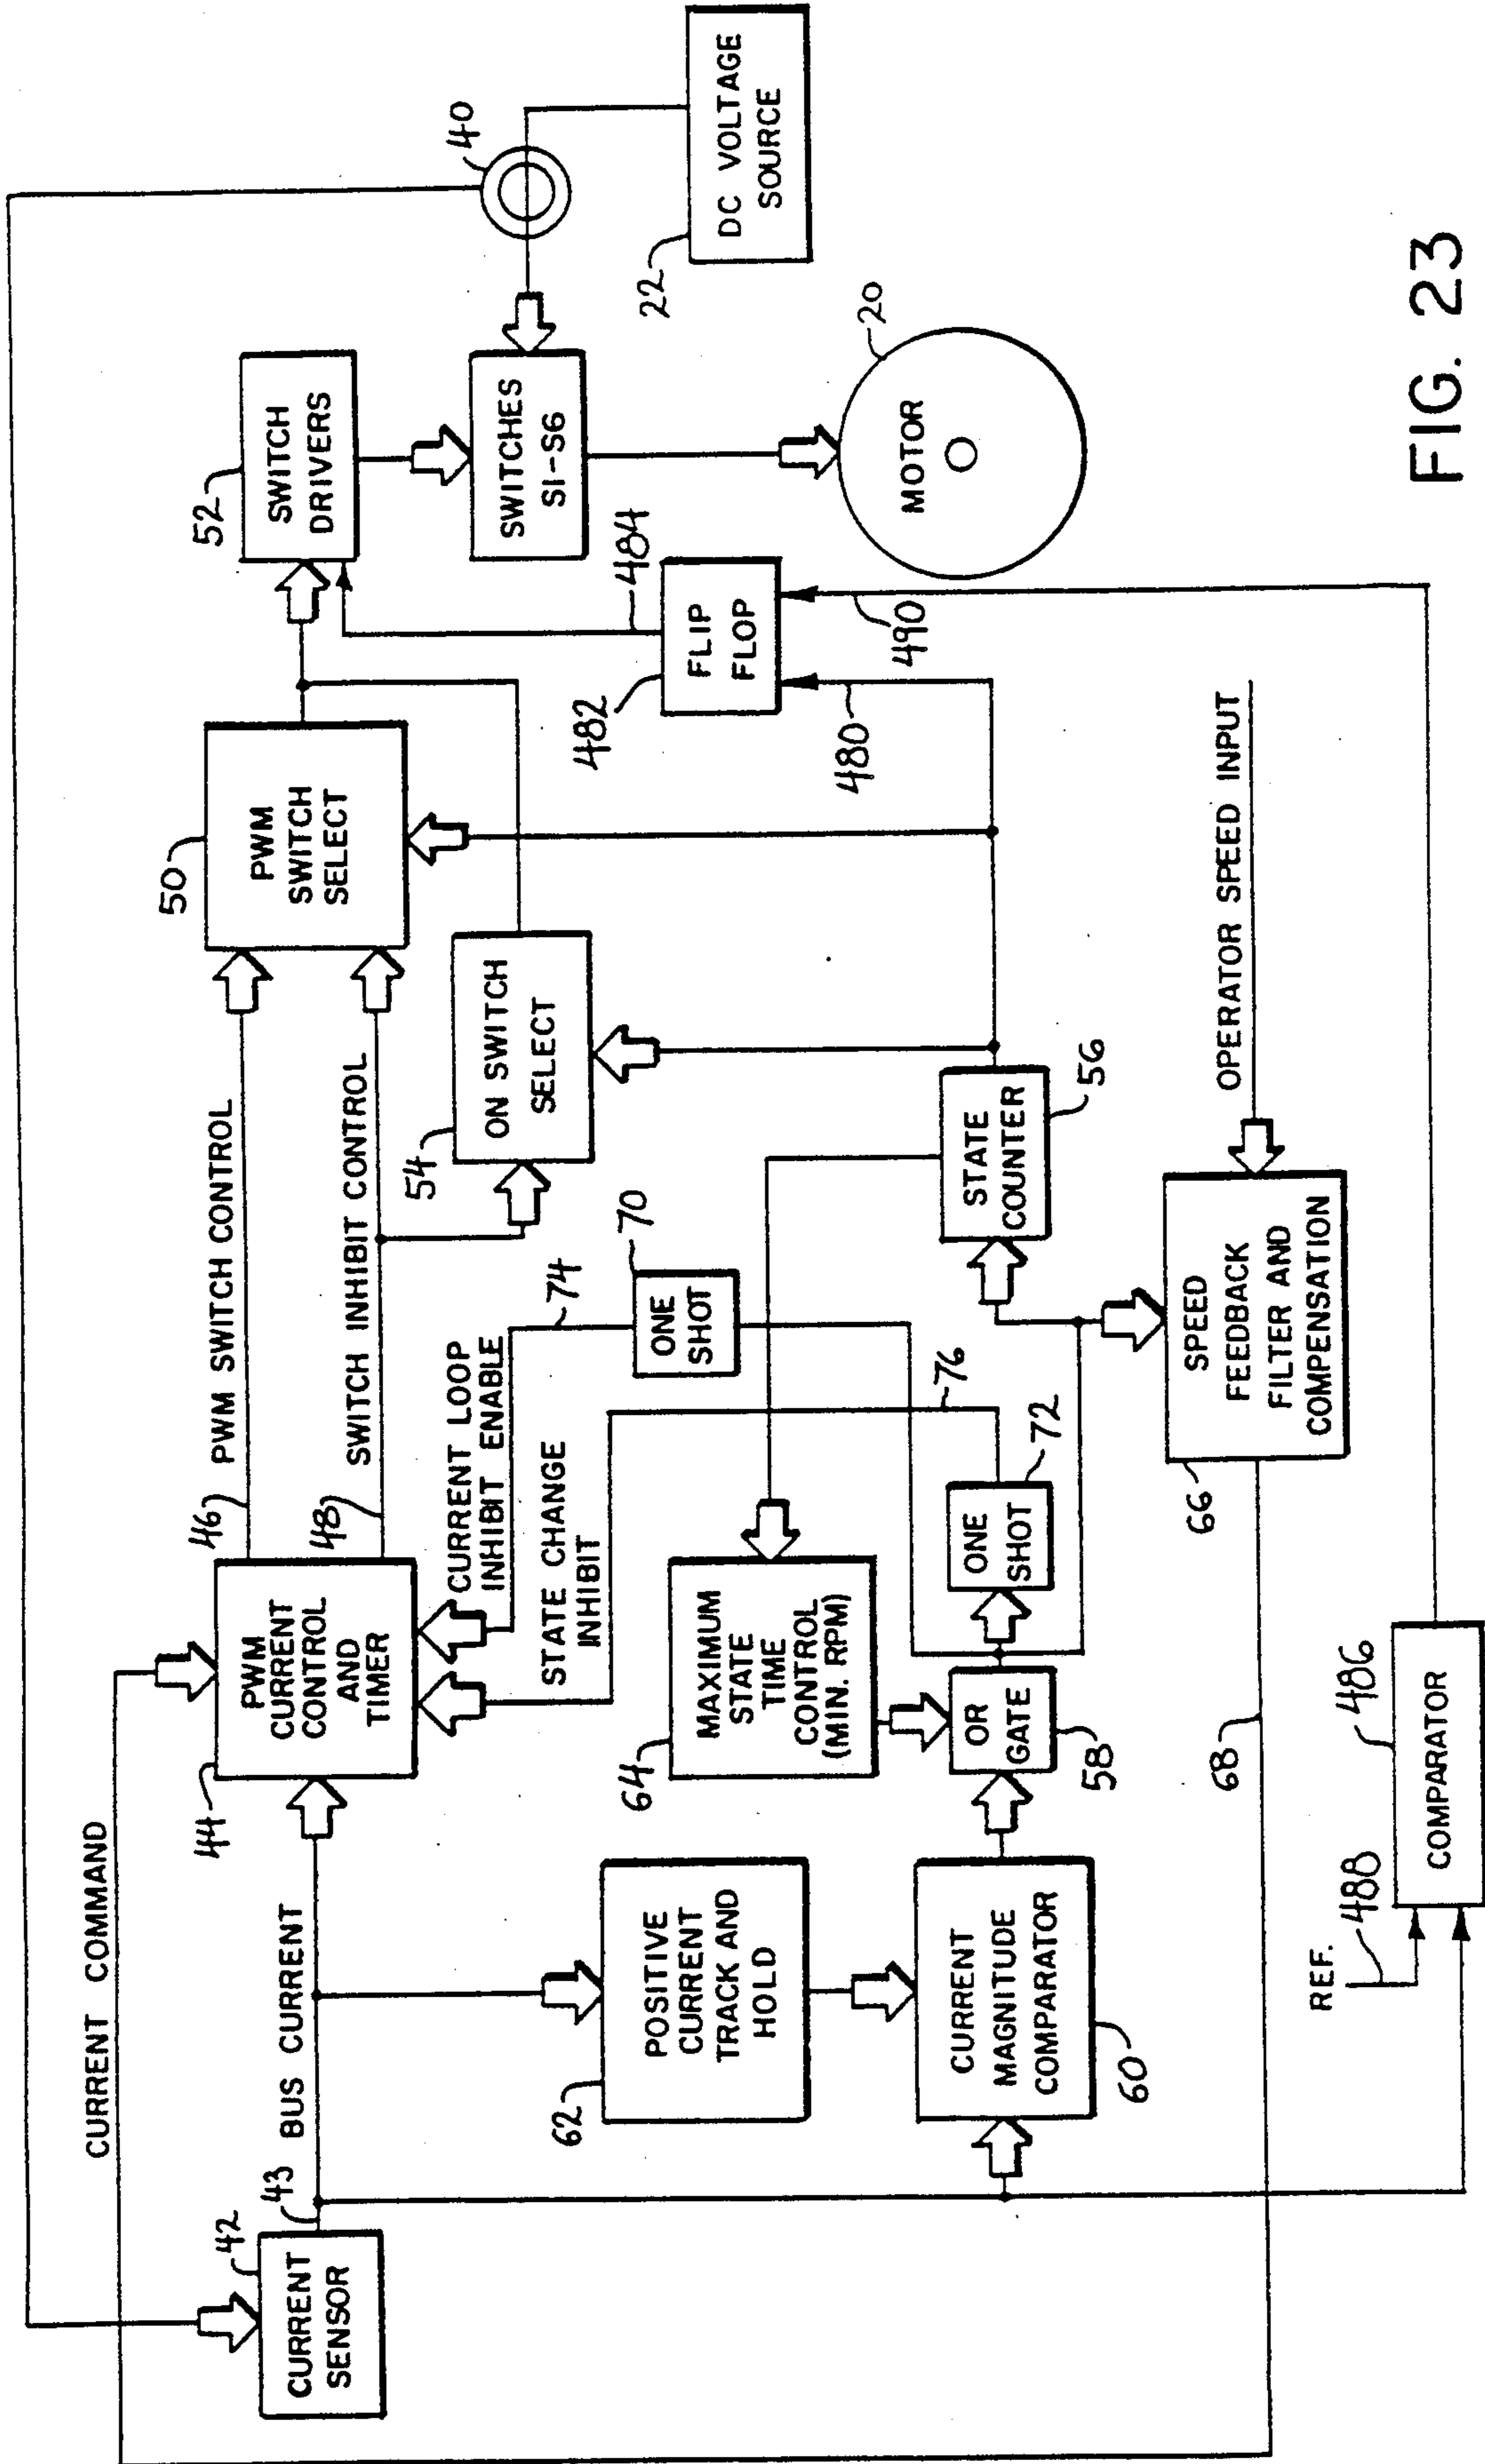 CURRENT COMMAND
42
CURRENT
SENSOR
43
BUS CURRENT
44
PWM
CURRENT
CONTROL
AND
TIMER
46
PWM SWITCH CONTROL
48
SWITCH INHIBIT CONTROL
50
PWM
SWITCH
SELECT
52
SWITCH
DRIVERS
40
CURRENT LOOP
INHIBIT ENABLE
74
STATE CHANGE
INHIBIT
54
ON SWITCH
SELECT
SWITCHES
S1-S6
484
62
POSITIVE
CURRENT
TRACK AND
HOLD
64
MAXIMUM
STATE
TIME
CONTROL
(MIN. RPM)
70
ONE
SHOT
76
482
FLIP
FLOP
22
DC VOLTAGE
SOURCE
480
490
MOTOR
20
CURRENT
MAGNITUDE
COMPARATOR
60
OR
GATE
58
ONE
SHOT
72
STATE
COUNTER
56
66
SPEED
FEEDBACK
FILTER AND
COMPENSATION
OPERATOR SPEED INPUT
68
REF.
488
COMPARATOR
486
FIG. 23